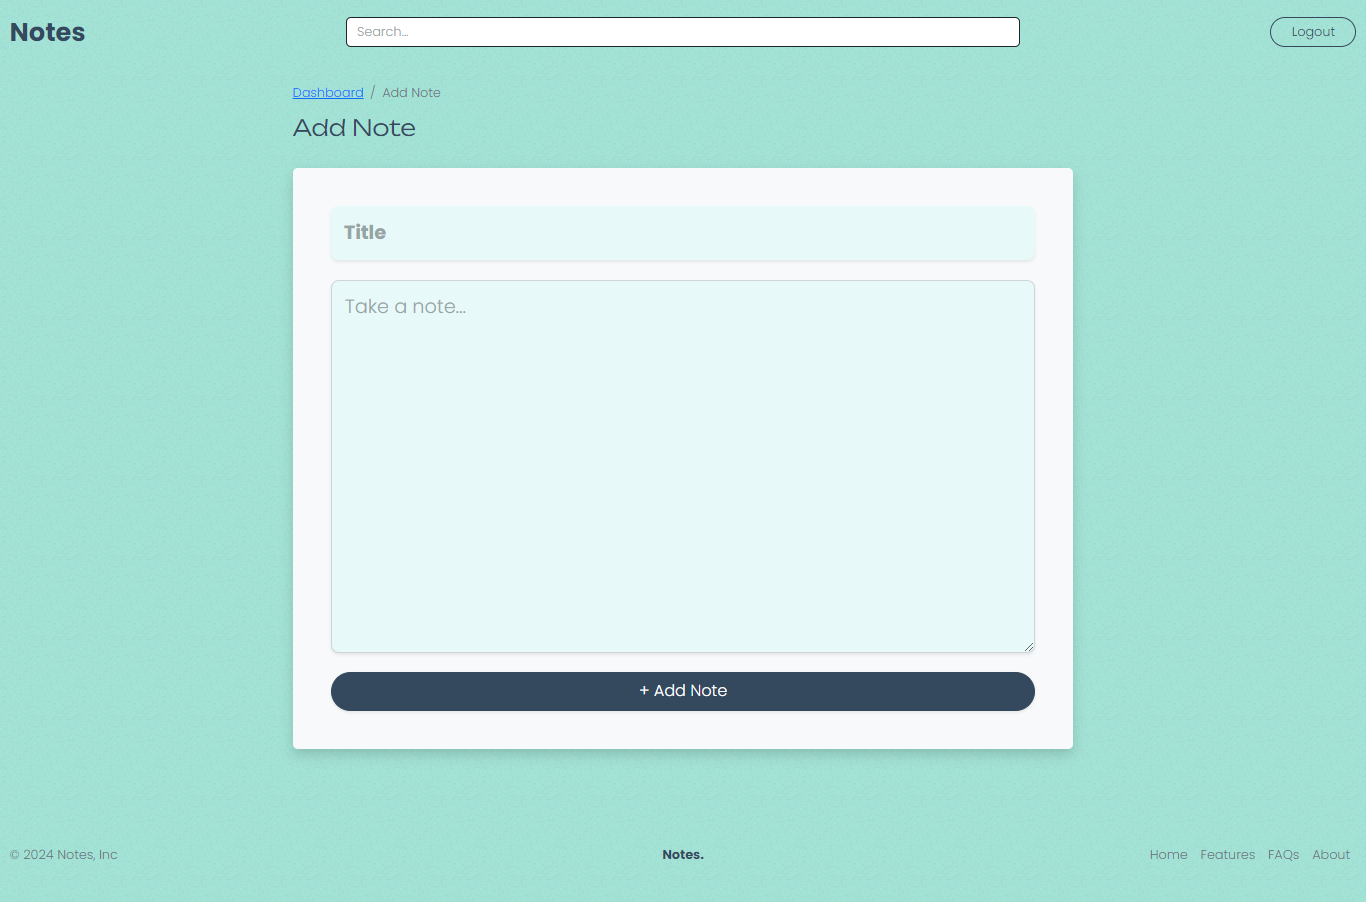 Notes
Search...
Logout
Dashboard / Add Note
Add Note
Title
Take a note...
+ Add Note
© 2024 Notes, Inc
Notes.
Home Features FAQs About